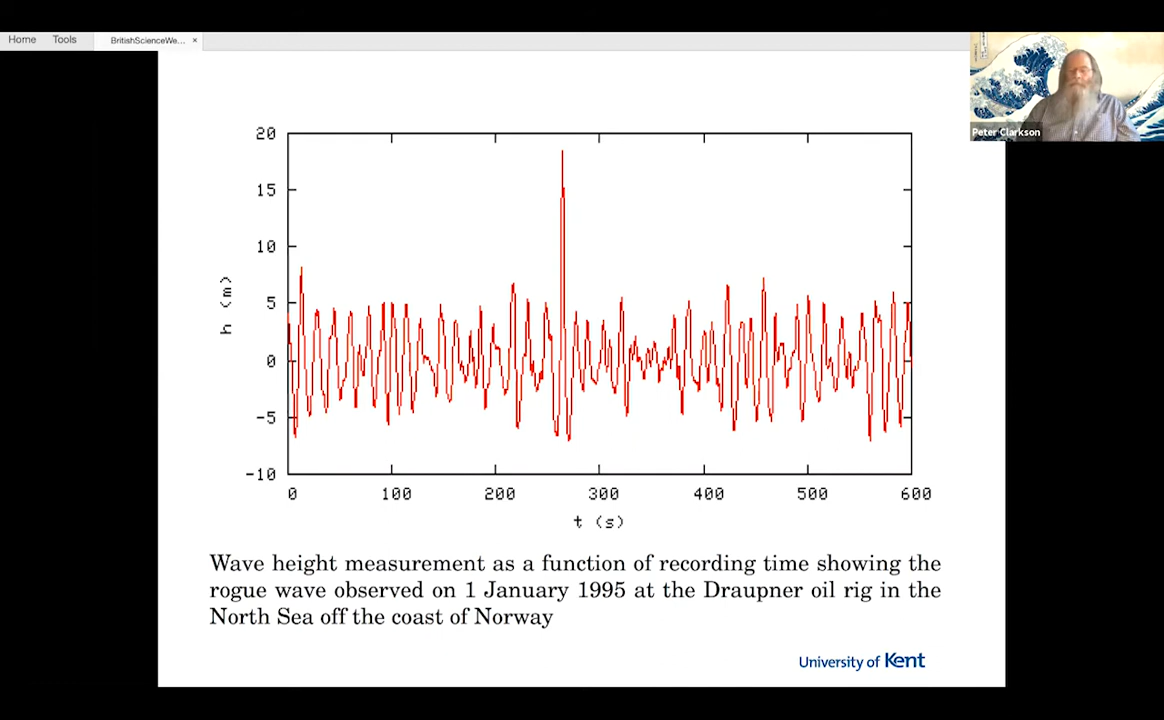 Home Tools BritishScienceWe... ×
Peter Clarkson
20
15
10
5
0
-5
-10
h (m)
0 100 200 300 400 500 600
t (s)
Wave height measurement as a function of recording time showing the
rogue wave observed on 1 January 1995 at the Draupner oil rig in the
North Sea off the coast of Norway
University of Kent